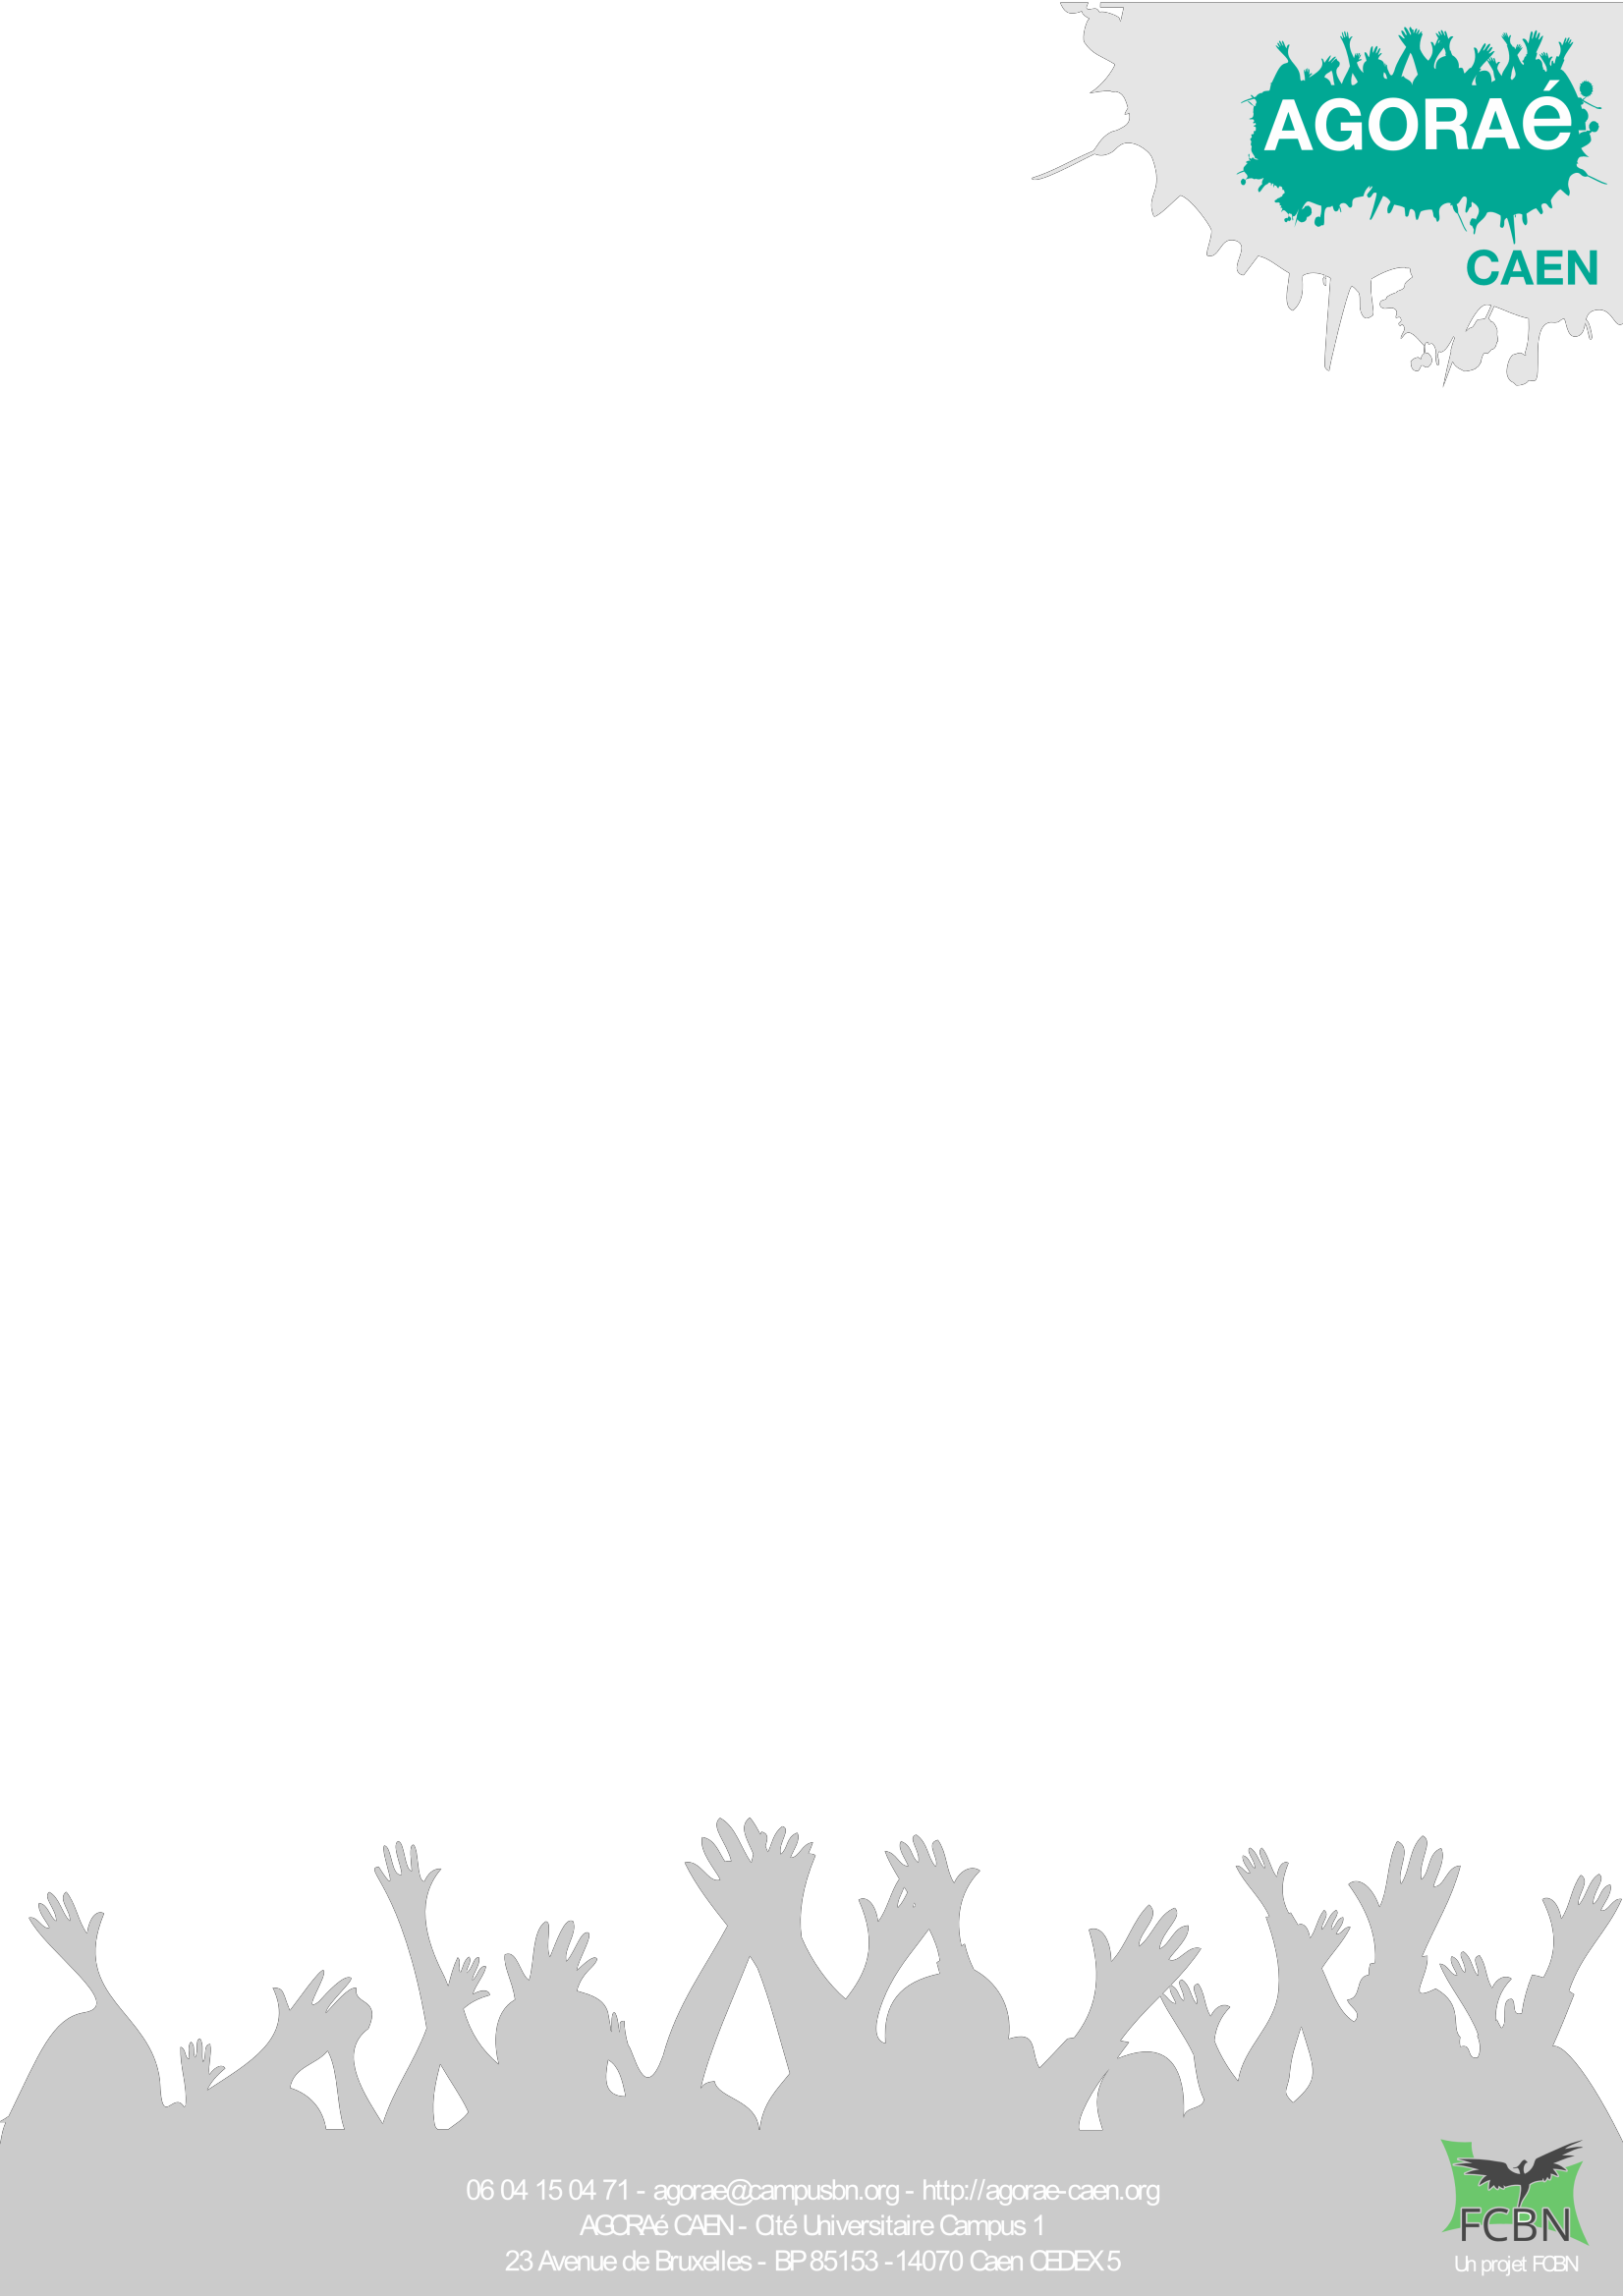 AGORAé
CAEN
06 04 15 04 71 - agorae@campusbn.org - http://agorae-caen.org
AGORAé CAEN - Cité Universitaire Campus 1
23 Avenue de Bruxelles - BP 85153 - 14070 Caen CEDEX 5
FCBN
Un projet FCBN